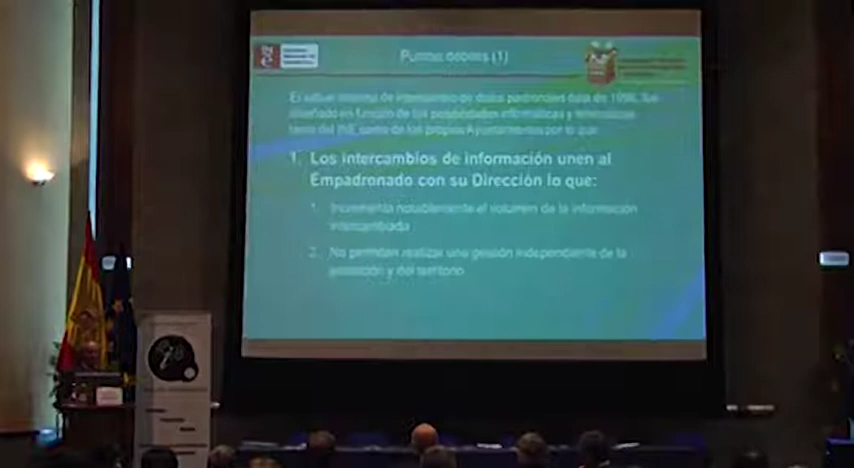 Puntos débiles (1)
El actual sistema de intercambio de datos padronales data de 1996, fue
diseñado en función de las posibilidades informáticas y telemáticas
tanto del INE como de los propios Ayuntamientos por lo que
1. Los intercambios de información unen al
Empadronado con su Dirección lo que:
1. Incrementa notablemente el volumen de la información
intercambiada
2. No permiten realizar una gestión independiente de la
población y del territorio